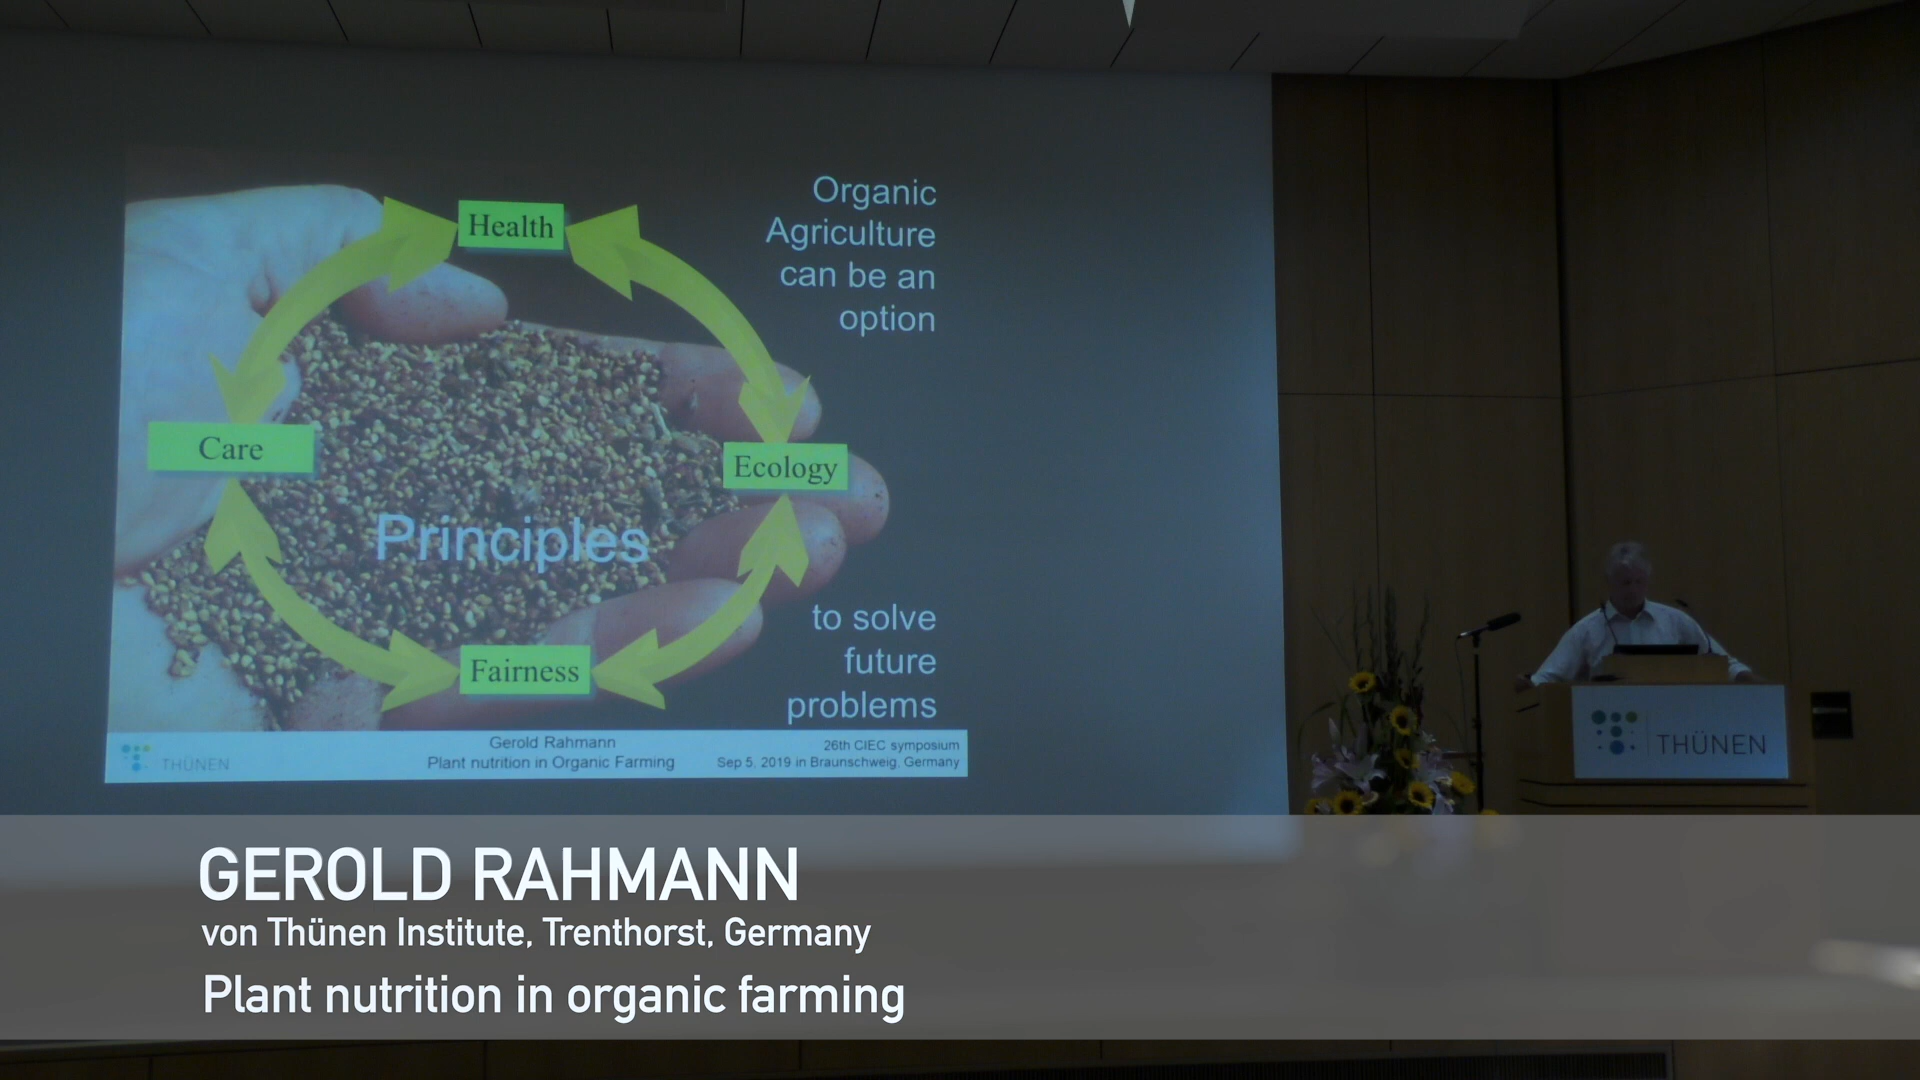 Organic
Agriculture
can be an
option
Health
Care
Ecology
Principles
Fairness
to solve
future
problems
THÜNEN
Gerold Rahmann
Plant nutrition in Organic Farming
26th CIEC symposium
Sep 5, 2019 in Braunschweig, Germany
THÜNEN
GEROLD RAHMANN
von Thünen Institute, Trenthorst, Germany
Plant nutrition in organic farming